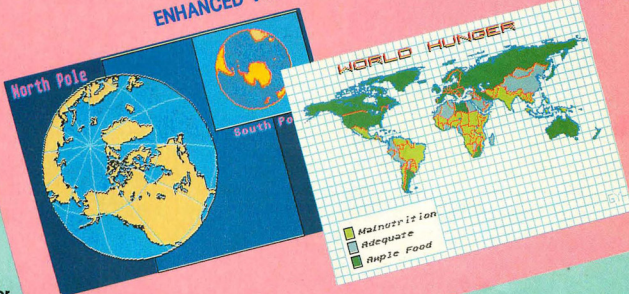 ENHANCED
North Pole
South Po
WORLD HUNGER
Malnutrition
Adequate
Ample Food